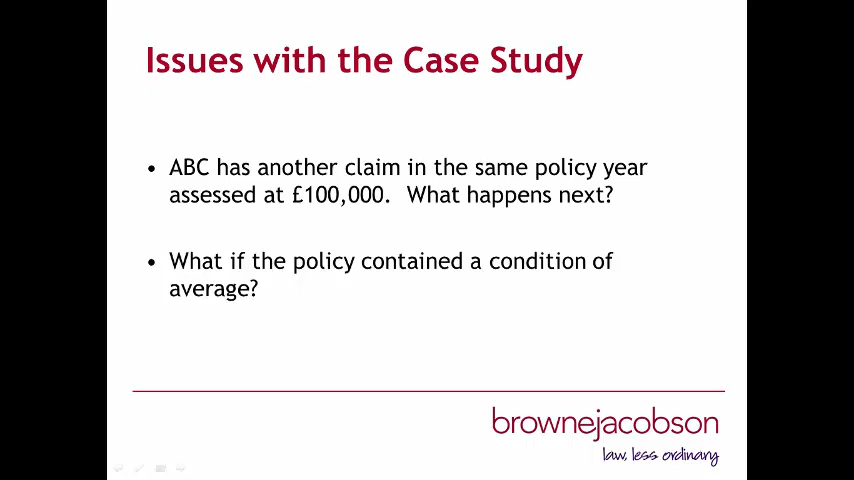 Issues with the Case Study
• ABC has another claim in the same policy year
assessed at £100,000.  What happens next?
• What if the policy contained a condition of
average?
brownejacobson
law, less ordinary